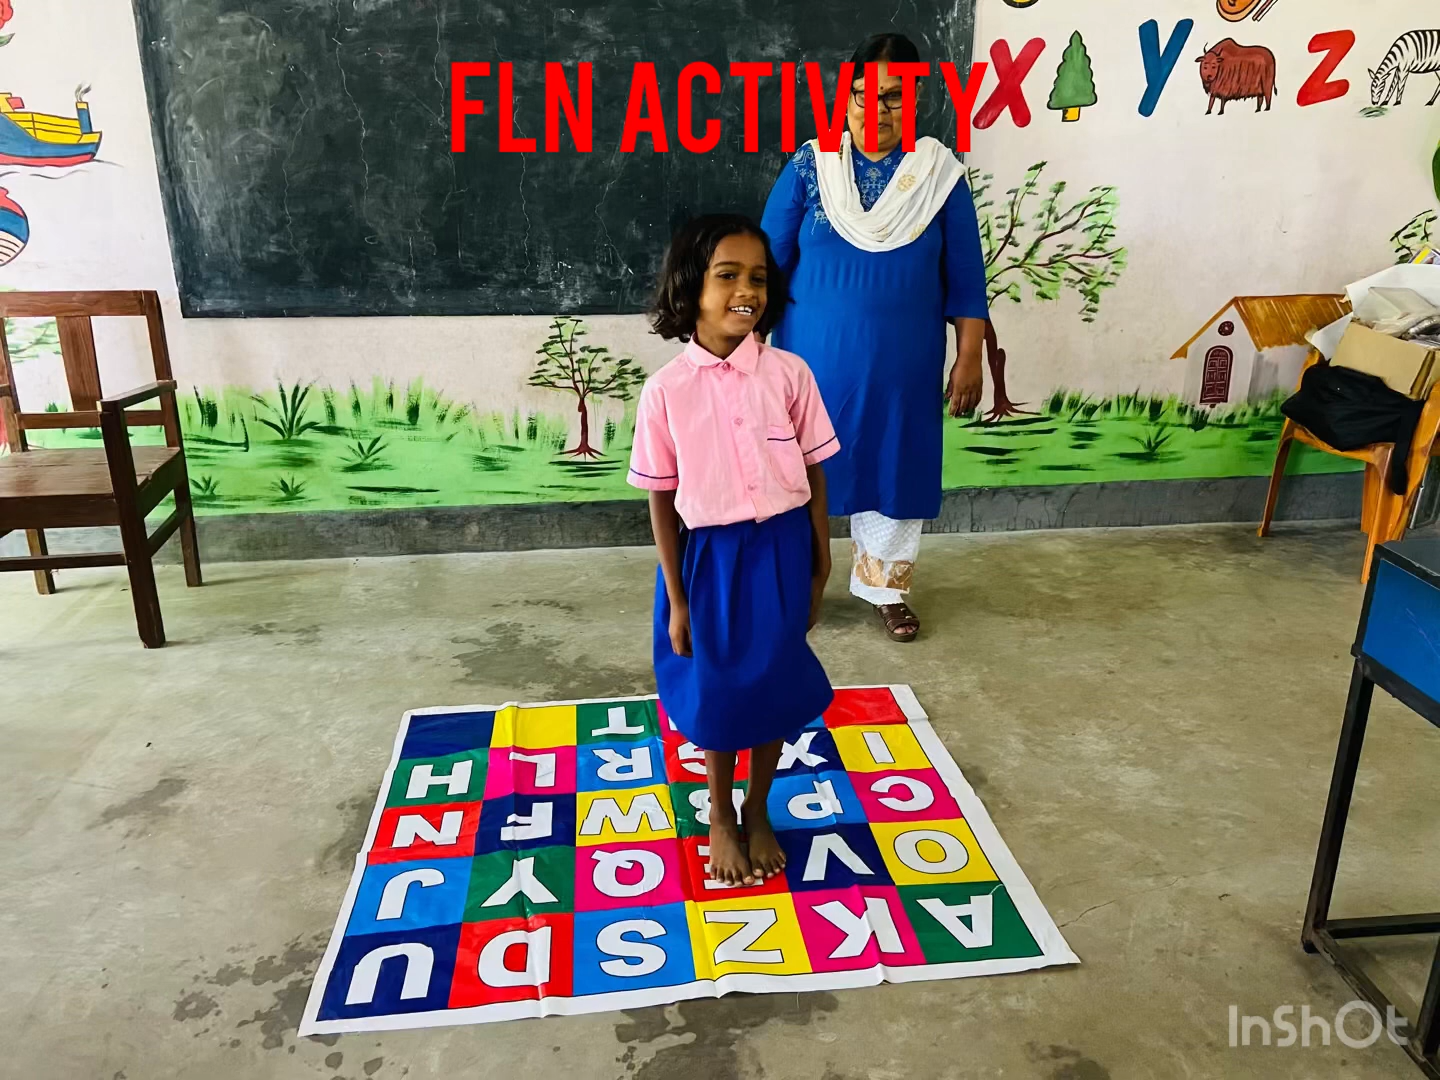 FLN ACTIVITY
X Y Z
T
H L R G X I
N F W B P C
J Y Q E V O
U D S Z K A
InShOt